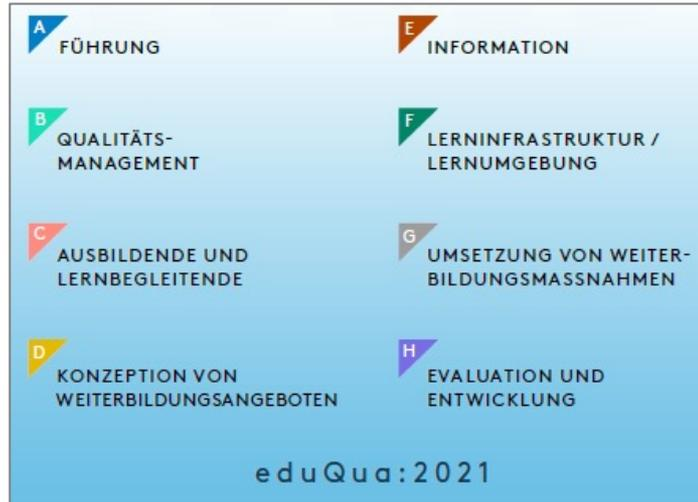 A
FÜHRUNG
B
QUALITÄTS-
MANAGEMENT
C
AUSBILDENDE UND
LERNBEGLEITENDE
D
KONZEPTION VON
WEITERBILDUNGSANGEBOTEN
E
INFORMATION
F
LERNINFRASTRUKTUR /
LERNUMGEBUNG
G
UMSETZUNG VON WEITER-
BILDUNGSMASSNAHMEN
H
EVALUATION UND
ENTWICKLUNG
eduQua:2021